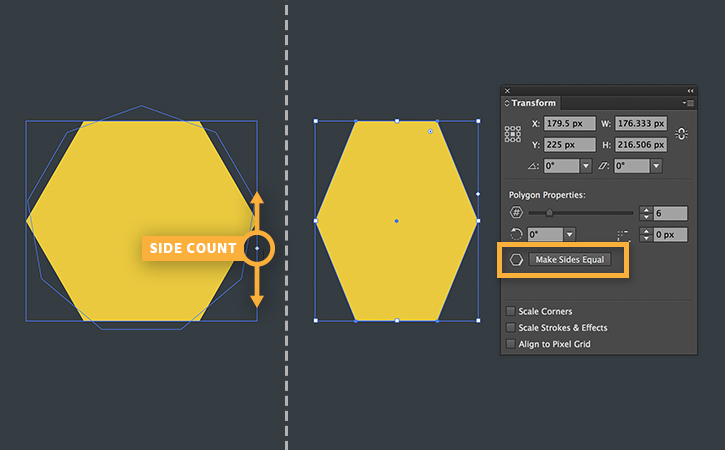 SIDE COUNT
Transform
X: 179.5 px W: 176.333 px
Y: 225 px H: 216.506 px
0° 0°
Polygon Properties:
# 6
0° 0 px
Make Sides Equal
Scale Corners
Scale Strokes & Effects
Align to Pixel Grid